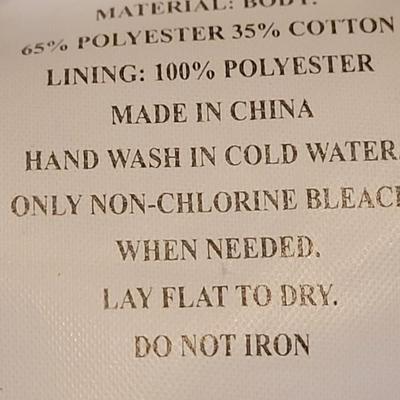 MATERIAL: BODY:
65% POLYESTER 35% COTTON
LINING: 100% POLYESTER
MADE IN CHINA
HAND WASH IN COLD WATER.
ONLY NON-CHLORINE BLEACH
WHEN NEEDED.
LAY FLAT TO DRY.
DO NOT IRON